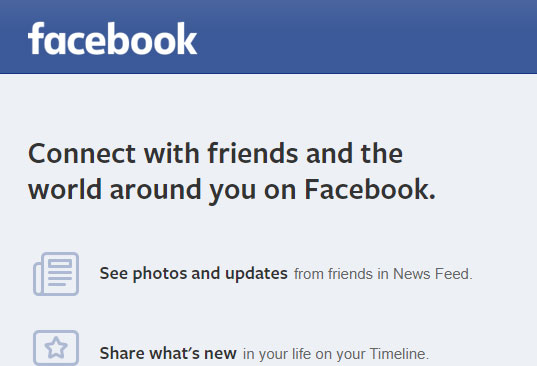 facebook
Connect with friends and the
world around you on Facebook.
See photos and updates from friends in News Feed.
Share what's new in your life on your Timeline.